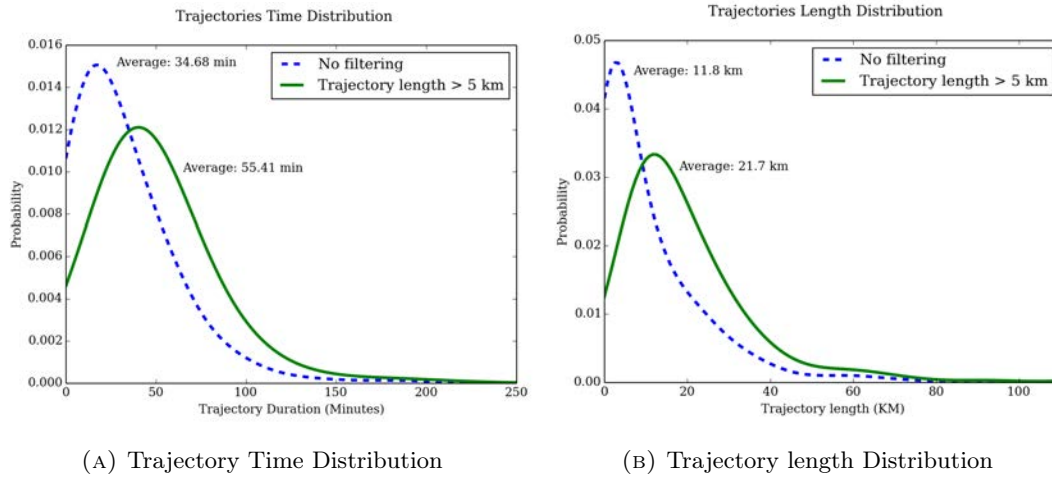 Trajectories Time Distribution
0.016
0.014
0.012
0.010
0.008
0.006
0.004
0.002
0.000
Probability
Average: 34.68 min
Average: 55.41 min
No filtering
Trajectory length > 5 km
0
50
100
150
200
250
Trajectory Duration (Minutes)
(A) Trajectory Time Distribution
Trajectories Length Distribution
0.05
0.04
0.03
0.02
0.01
0.00
Probability
Average: 11.8 km
Average: 21.7 km
No filtering
Trajectory length > 5 km
0
20
40
60
80
100
Trajectory length (KM)
(B) Trajectory length Distribution